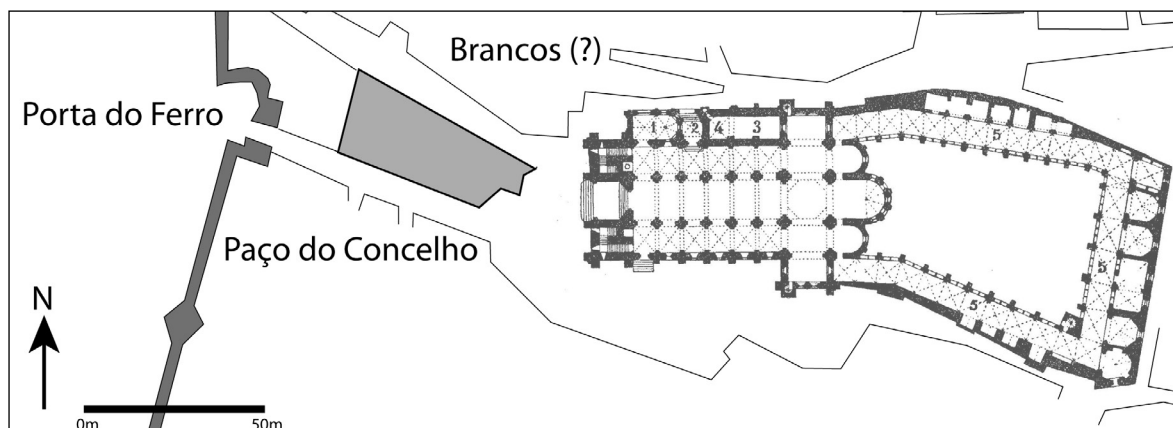 Brancos (?)
Porta do Ferro
1 2 4 3
5
Paço do Concelho
5
5
N
0m 50m